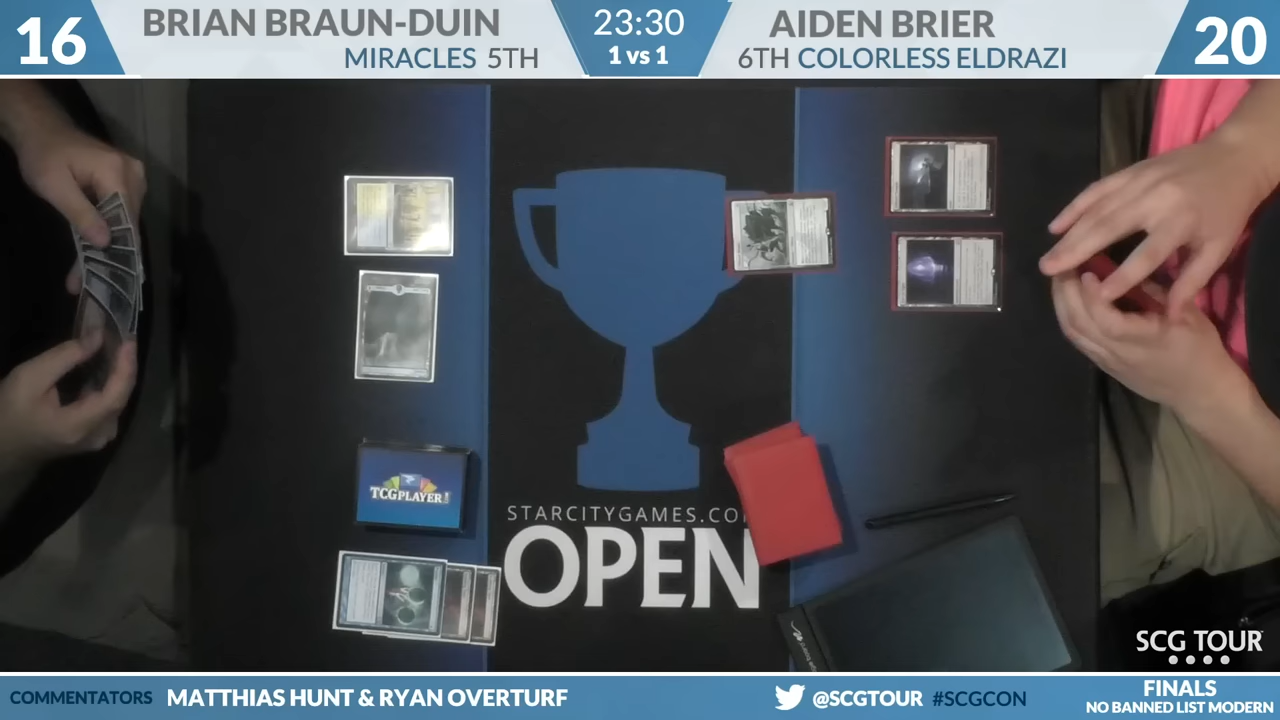 16
BRIAN BRAUN-DUIN
MIRACLES 5TH
23:30
1 vs 1
AIDEN BRIER
6TH COLORLESS ELDRAZI
20
TCGPLAYER
STARCITYGAMES.CO
OPEN
SCG TOUR
COMMENTATORS MATTHIAS HUNT & RYAN OVERTURF
@SCGTOUR #SCGCON
FINALS
NO BANNED LIST MODERN